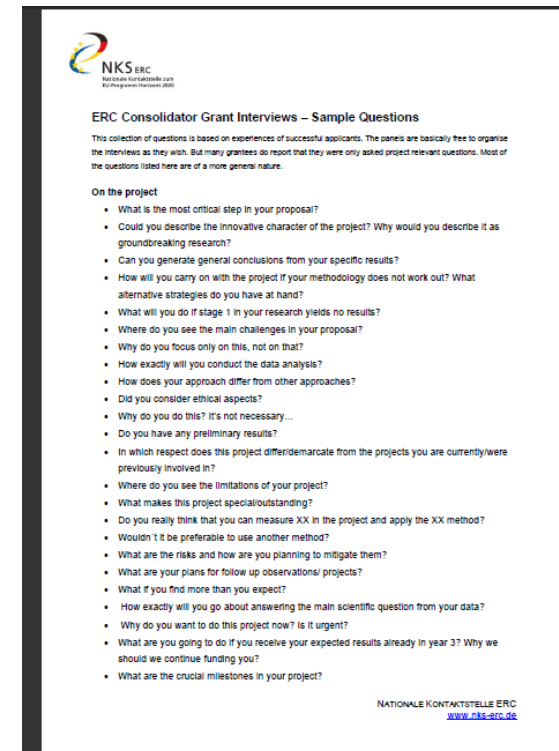 NKS ERC
Nationale Kontaktstelle zum
EU-Programm Horizont 2020
ERC Consolidator Grant Interviews – Sample Questions
This collection of questions is based on experiences of successful applicants. The panels are basically free to organise
the interviews as they wish. But many grantees do report that they were only asked project relevant questions. Most of
the questions listed here are of a more general nature.
On the project
• What is the most critical step in your proposal?
• Could you describe the innovative character of the project? Why would you describe it as
groundbreaking research?
• Can you generate general conclusions from your specific results?
• How will you carry on with the project if your methodology does not work out? What
alternative strategies do you have at hand?
• What will you do if stage 1 in your research yields no results?
• Where do you see the main challenges in your proposal?
• Why do you focus only on this, not on that?
• How exactly will you conduct the data analysis?
• How does your approach differ from other approaches?
• Did you consider ethical aspects?
• Why do you do this? It's not necessary…
• Do you have any preliminary results?
• In which respect does this project differ/demarcate from the projects you are currently/were
previously involved in?
• Where do you see the limitations of your project?
• What makes this project special/outstanding?
• Do you really think that you can measure XX in the project and apply the XX method?
• Wouldn´t it be preferable to use another method?
• What are the risks and how are you planning to mitigate them?
• What are your plans for follow up observations/ projects?
• What if you find more than you expect?
• How exactly will you go about answering the main scientific question from your data?
• Why do you want to do this project now? Is it urgent?
• What are you going to do if you receive your expected results already in year 3? Why we
should we continue funding you?
• What are the crucial milestones in your project?
NATIONALE KONTAKTSTELLE ERC
www.nks-erc.de